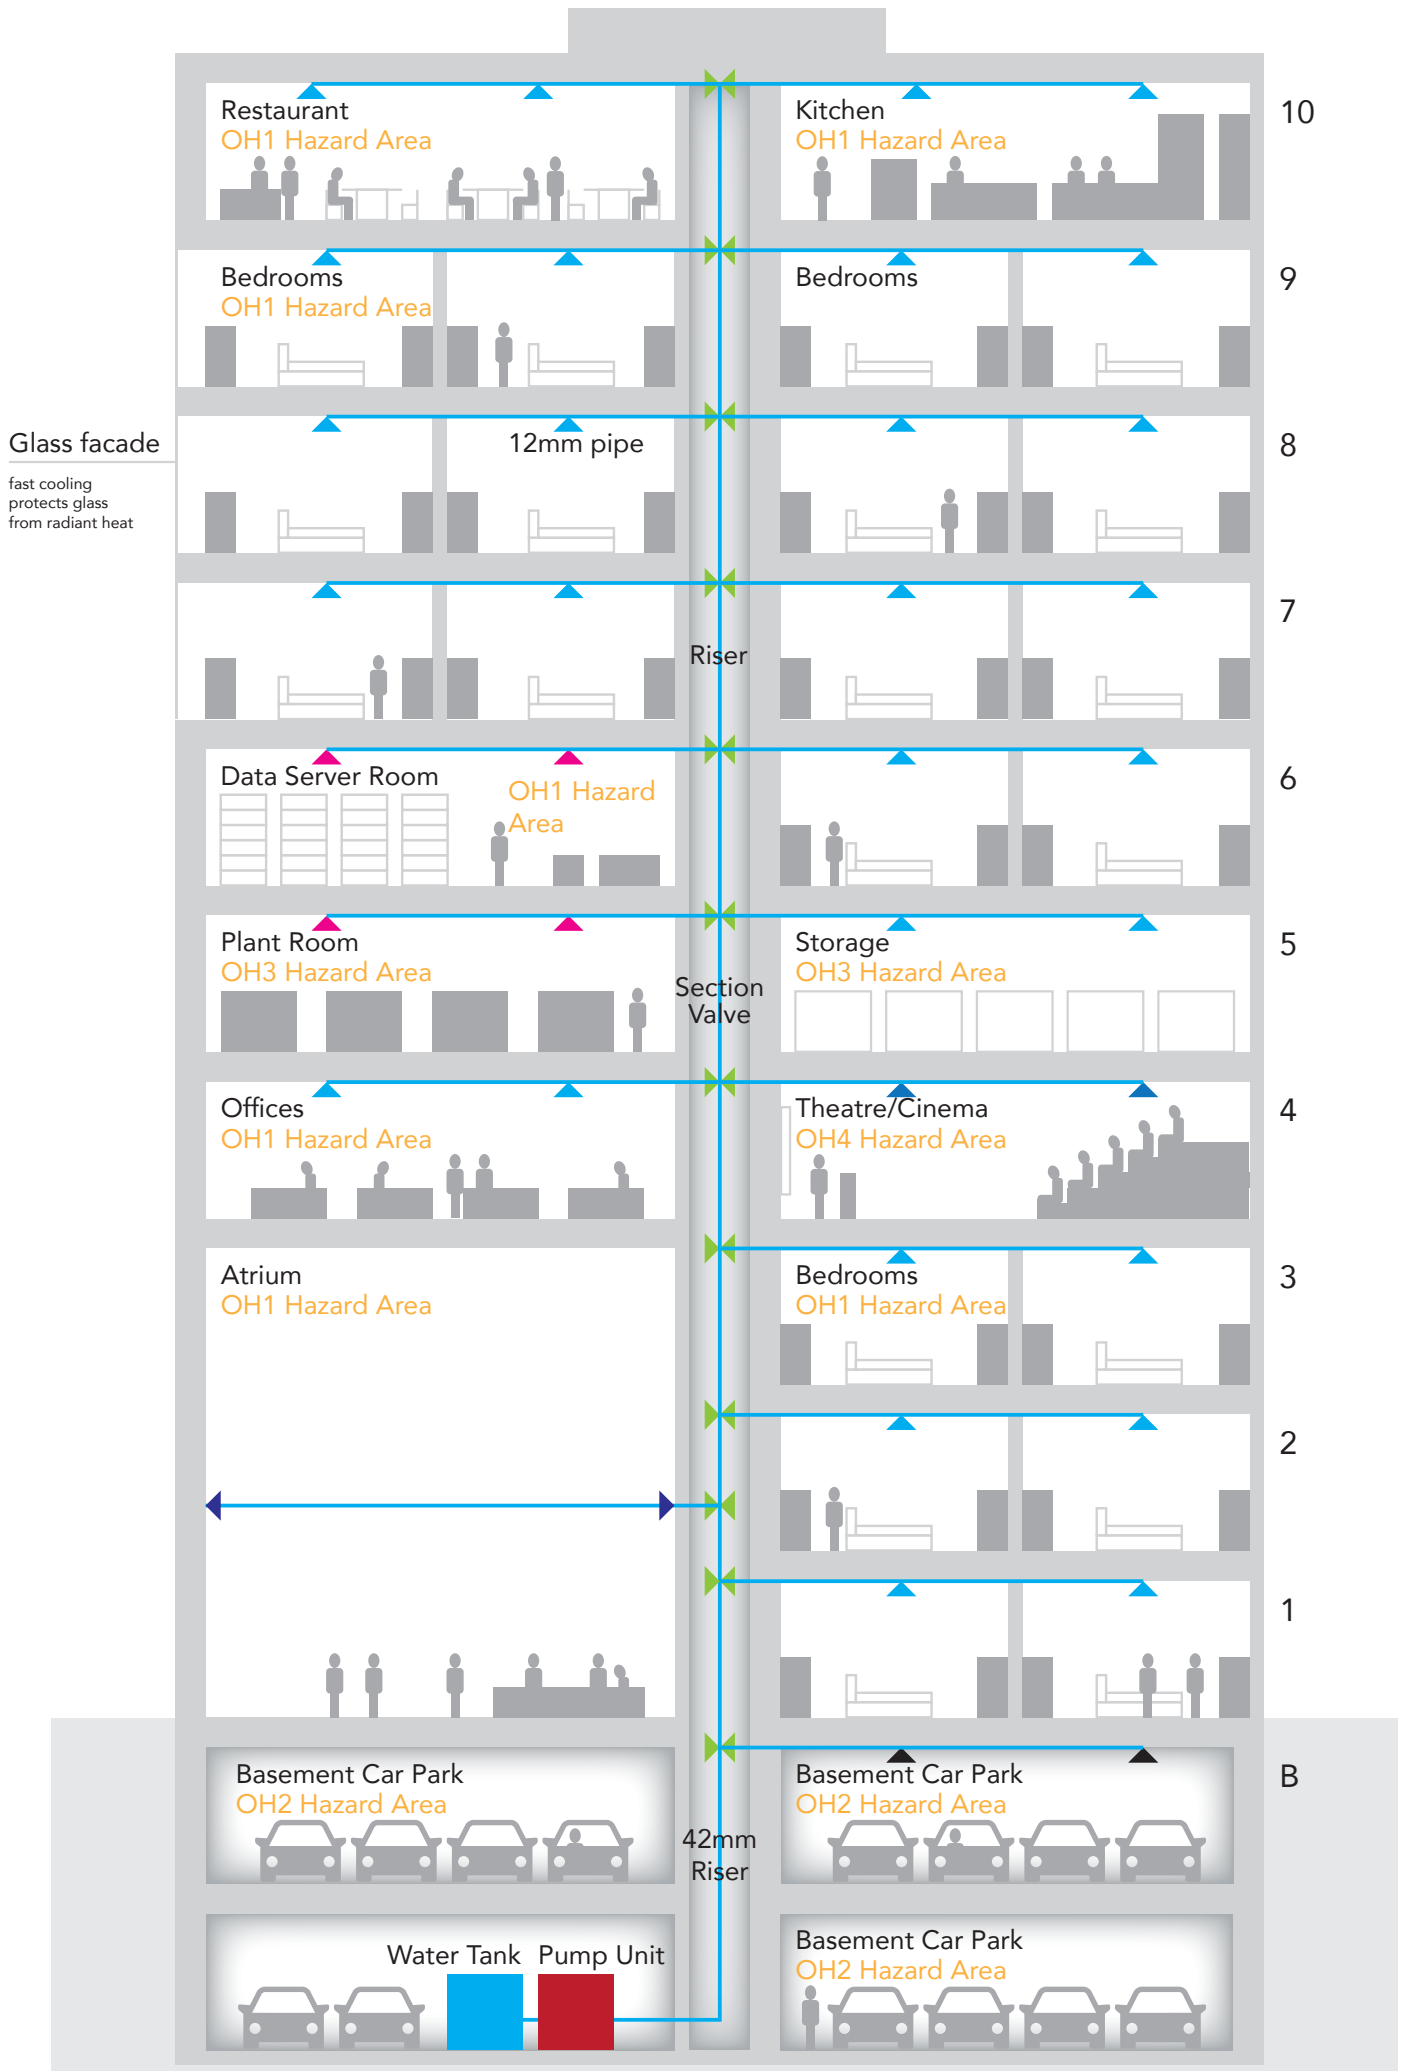 Restaurant
OH1 Hazard Area
Kitchen
OH1 Hazard Area
10
Bedrooms
OH1 Hazard Area
Bedrooms
9
Glass facade
fast cooling
protects glass
from radiant heat
12mm pipe
8
7
Riser
Data Server Room
OH1 Hazard
Area
6
Plant Room
OH3 Hazard Area
Section
Valve
Storage
OH3 Hazard Area
5
Offices
OH1 Hazard Area
Theatre/Cinema
OH4 Hazard Area
4
Atrium
OH1 Hazard Area
Bedrooms
OH1 Hazard Area
3
2
1
Basement Car Park
OH2 Hazard Area
42mm
Riser
Basement Car Park
OH2 Hazard Area
B
Water Tank
Pump Unit
Basement Car Park
OH2 Hazard Area